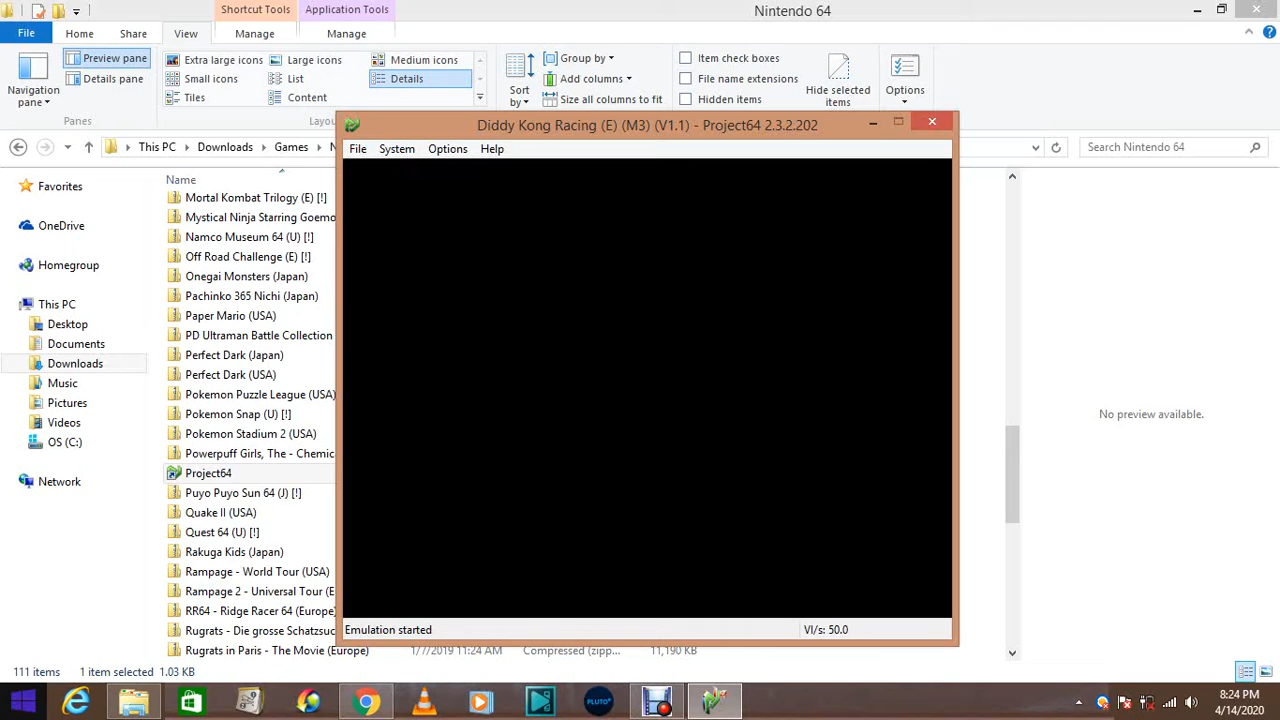 Shortcut Tools
Application Tools
Nintendo 64
File
Home
Share
View
Manage
Manage
Navigation pane
Preview pane
Details pane
Panes
Extra large icons
Large icons
Medium icons
Small icons
List
Details
Tiles
Content
Layou
Sort by
Group by
Add columns
Size all columns to fit
Item check boxes
File name extensions
Hidden items
Hide selected items
Options
This PC
Downloads
Games
N
Search Nintendo 64
Diddy Kong Racing (E) (M3) (V1.1) - Project64 2.3.2.202
File
System
Options
Help
Emulation started
VI/s: 50.0
Favorites
OneDrive
Homegroup
This PC
Desktop
Documents
Downloads
Music
Pictures
Videos
OS (C:)
Network
Name
Mortal Kombat Trilogy (E) [!]
Mystical Ninja Starring Goemo
Namco Museum 64 (U) [!]
Off Road Challenge (E) [!]
Onegai Monsters (Japan)
Pachinko 365 Nichi (Japan)
Paper Mario (USA)
PD Ultraman Battle Collection
Perfect Dark (Japan)
Perfect Dark (USA)
Pokemon Puzzle League (USA)
Pokemon Snap (U) [!]
Pokemon Stadium 2 (USA)
Powerpuff Girls, The - Chemic
Project64
Puyo Puyo Sun 64 (J) [!]
Quake II (USA)
Quest 64 (U) [!]
Rakuga Kids (Japan)
Rampage - World Tour (USA)
Rampage 2 - Universal Tour (E
RR64 - Ridge Racer 64 (Europe)
Rugrats - Die grosse Schatzsuc
Rugrats in Paris - The Movie (Europe) 1/7/2019 11:24 AM Compressed (zipp... 11,190 KB
No preview available.
111 items 1 item selected 1.03 KB
PLUTO
8:24 PM
4/14/2020